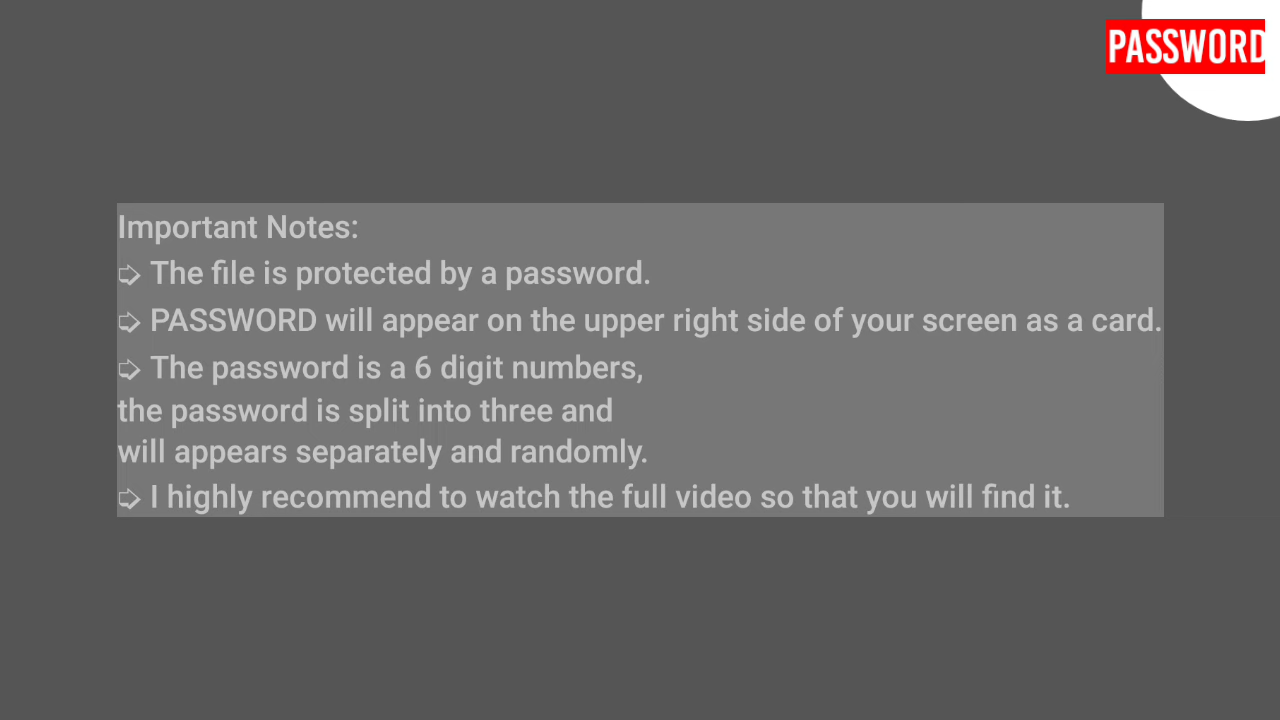 PASSWORD
Important Notes:
➩ The file is protected by a password.
➩ PASSWORD will appear on the upper right side of your screen as a card.
➩ The password is a 6 digit numbers,
the password is split into three and
will appears separately and randomly.
➩ I highly recommend to watch the full video so that you will find it.